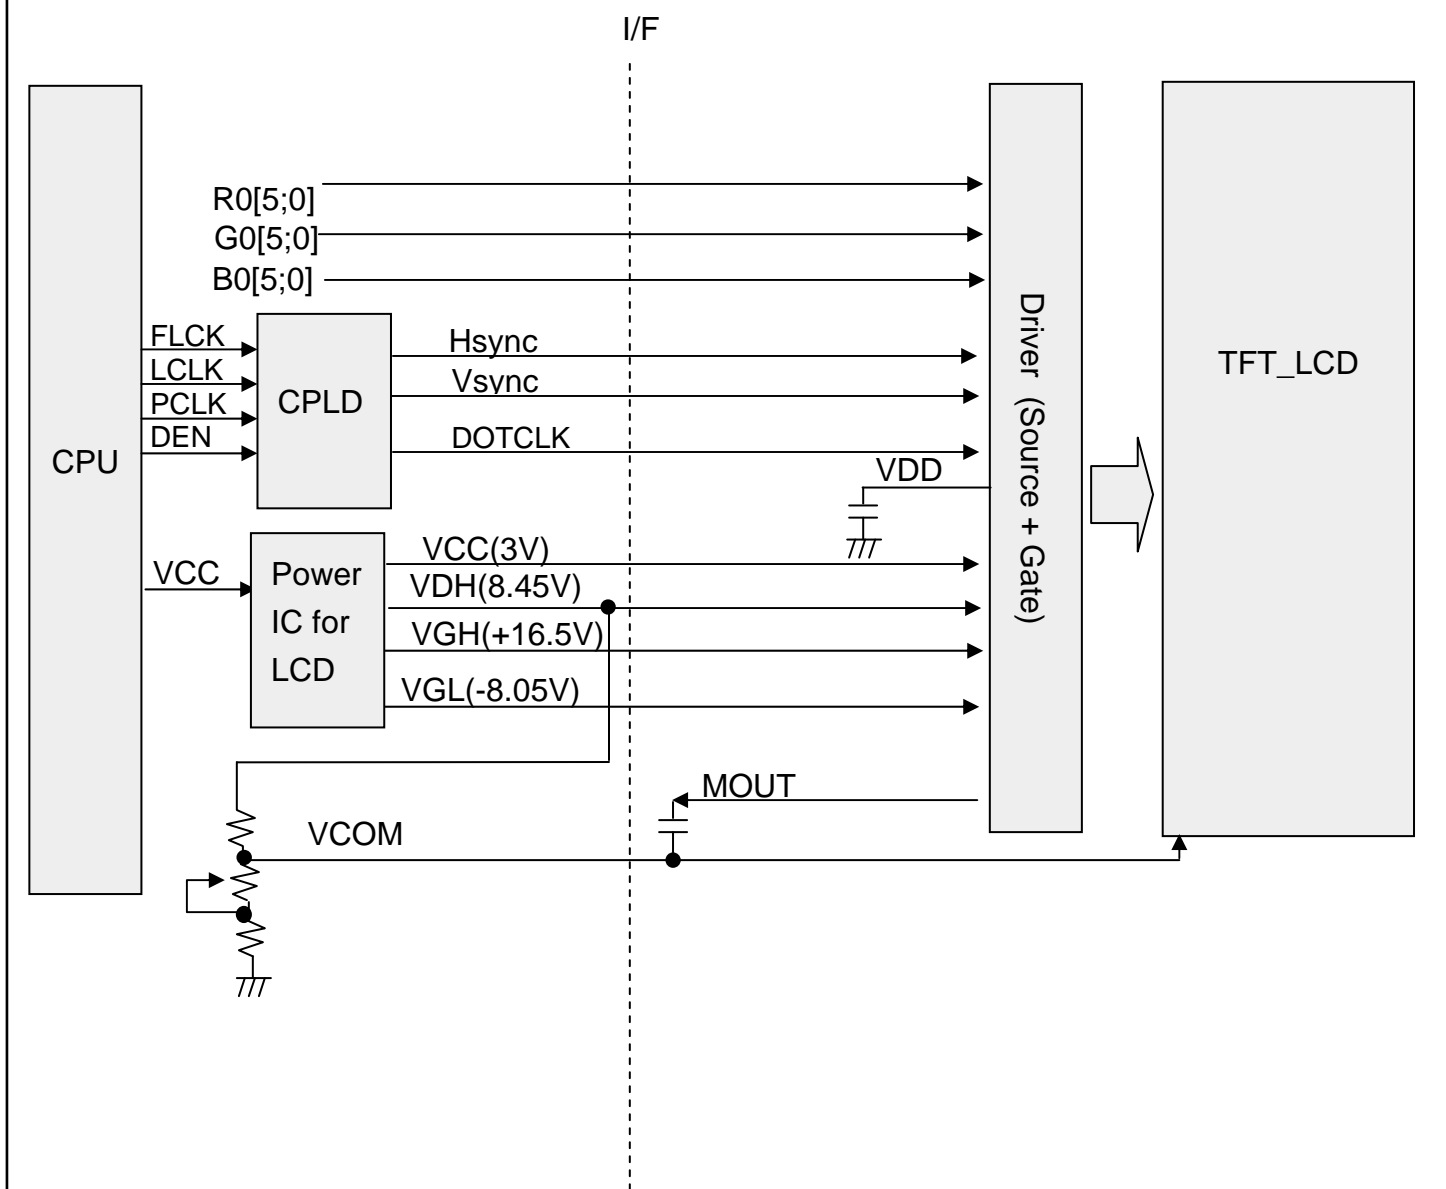 I/F
R0[5;0]
G0[5;0]
B0[5;0]
FLCK
LCLK
PCLK
DEN
CPU
CPLD
Hsync
Vsync
DOTCLK
VDD
Driver (Source + Gate)
TFT_LCD
VCC
Power
IC for
LCD
VCC(3V)
VDH(8.45V)
VGH(+16.5V)
VGL(-8.05V)
MOUT
VCOM